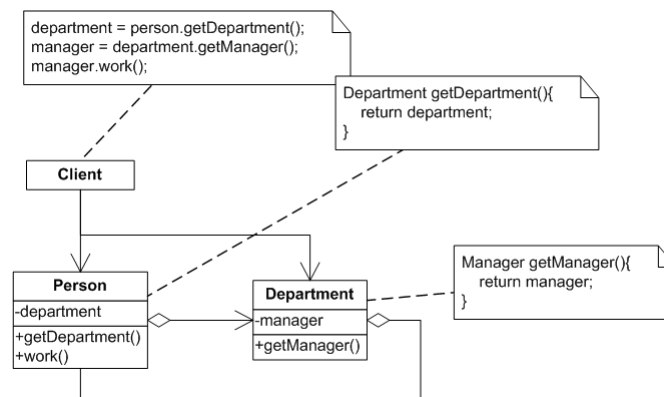 department = person.getDepartment();
manager = department.getManager();
manager.work();
Department getDepartment(){
return department;
}
Client
Manager getManager(){
return manager;
}
Person
-department
+getDepartment()
+work()
Department
-manager
+getManager()